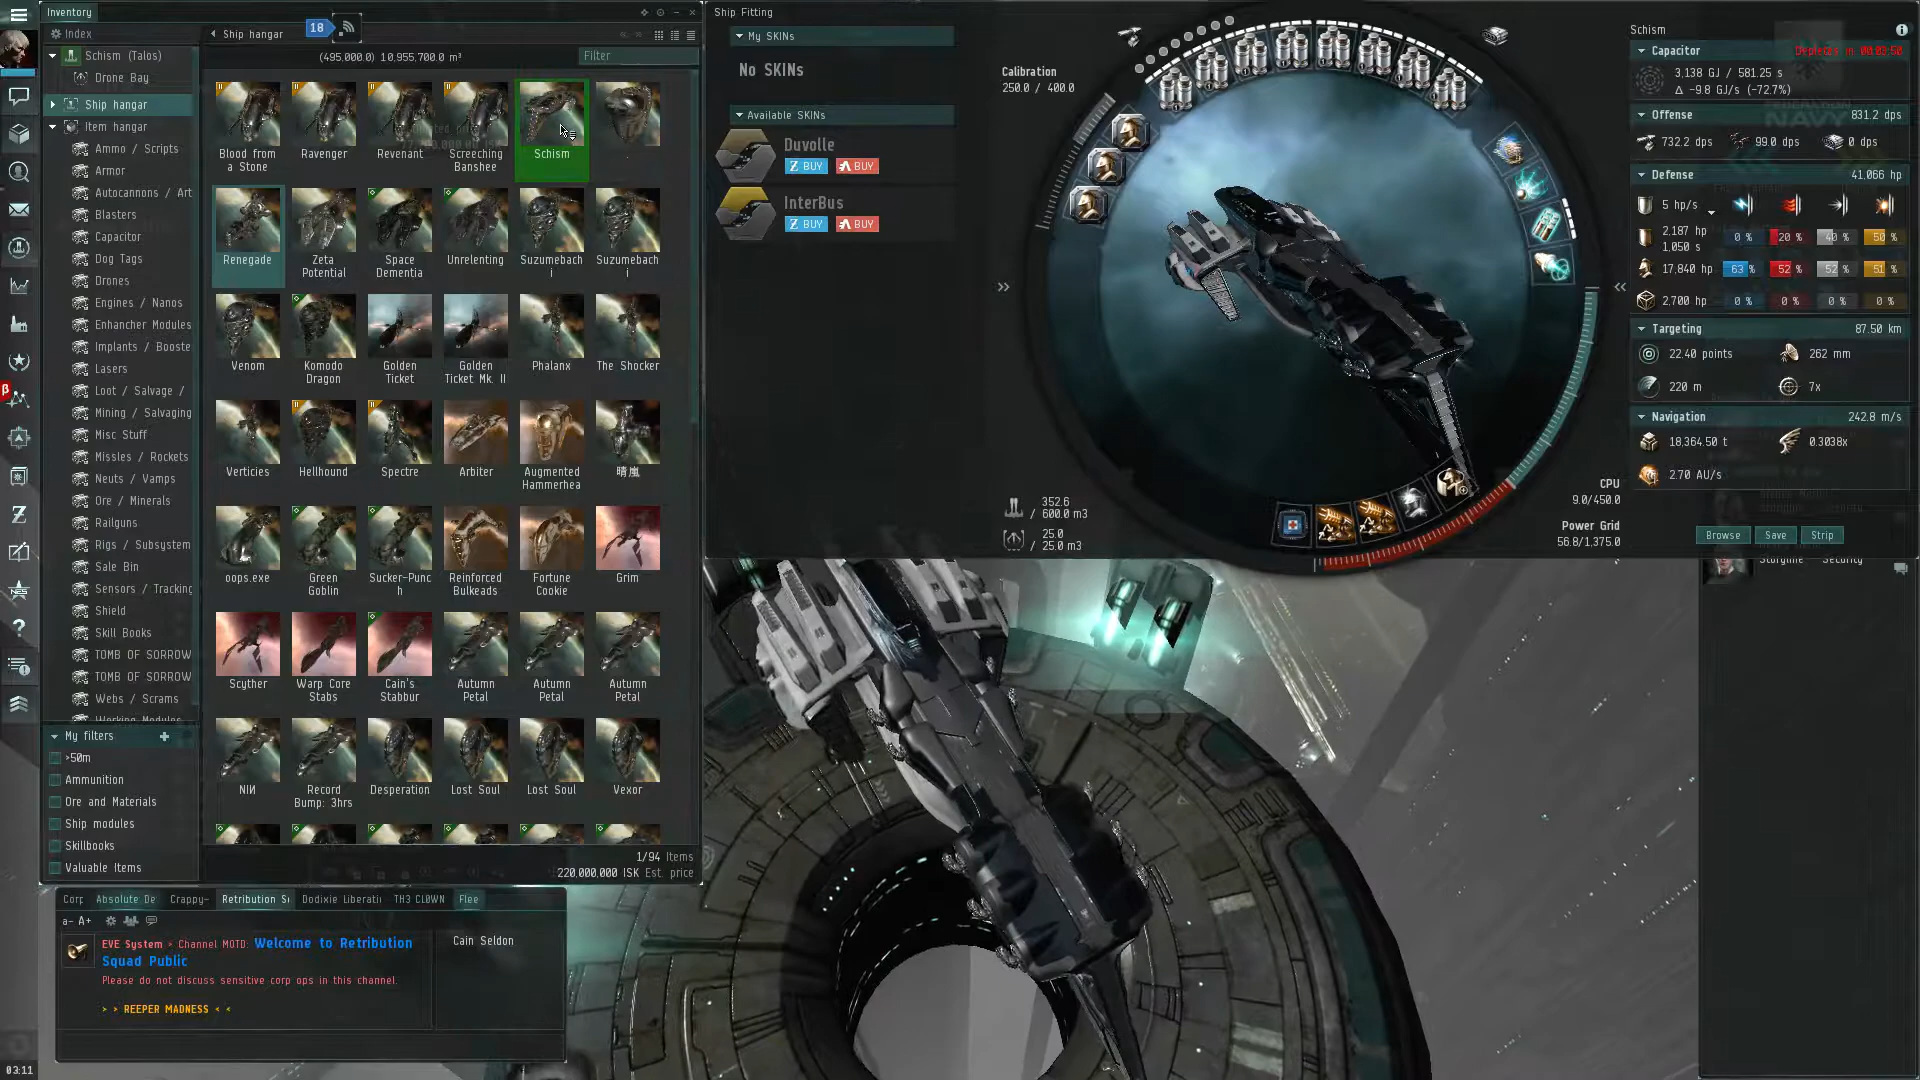 Inventory
Index
18
Ship hangar
Schism (Talos)
(495,000.0) 10,955,700.0 m³
Filter
Drone Bay
Ship hangar
Item hangar
Ammo / Scripts
Armor
Autocannons / Art
Blasters
Capacitor
Dog Tags
Drones
Engines / Nanos
Enhancher Modules
Implants / Booste
Lasers
Loot / Salvage /
Mining / Salvaging
Misc Stuff
Missles / Rockets
Neuts / Vamps
Ore / Minerals
Railguns
Rigs / Subsystem
Sale Bin
Sensors / Tracking
Shield
Skill Books
TOMB OF SORROW
TOMB OF SORROW
Webs / Scrams
Working Modules
My filters
>50m
Ammunition
Ore and Materials
Ship modules
Skillbooks
Valuable Items
Blood from
a Stone
Ravenger
Revenant
Screeching
Banshee
Schism
.
Renegade
Zeta
Potential
Space
Dementia
Unrelenting
Suzumebach
i
Suzumebach
i
Venom
Komodo
Dragon
Golden
Ticket
Golden
Ticket Mk. II
Phalanx
The Shocker
Verticies
Hellhound
Spectre
Arbiter
Augmented
Hammerhea
晴嵐
oops.exe
Green
Goblin
Sucker-Punc
h
Reinforced
Bulkeads
Fortune
Cookie
Grim
Scyther
Warp Core
Stabs
Cain's
Stabbur
Autumn
Petal
Autumn
Petal
Autumn
Petal
NIИ
Record
Bump: 3hrs
Desperation
Lost Soul
Lost Soul
Vexor
1/94 Items
220,000,000 ISK Est. price
Corp
Absolute De
Crappy-
Retribution S
Dodixie Liberati
TH3 CL0WN
Flee
a- A+
EVE System > Channel MOTD: Welcome to Retribution
Squad Public
Please do not discuss sensitive corp ops in this channel.
> > REEPER MADNESS < <
Cain Seldon
03:11
β
Ship Fitting
My SKINs
No SKINs
Available SKINs
Duvolle
BUY
BUY
InterBus
BUY
BUY
Calibration
250.0 / 400.0
352.6
/ 600.0 m3
25.0
/ 25.0 m3
CPU
9.0/450.0
Power Grid
56.8/1,375.0
Schism
Capacitor
Depletes in 00:03:50
3,138 GJ / 581.25 s
Δ -9.8 GJ/s (-72.7%)
Offense
831.2 dps
732.2 dps
99.0 dps
0 dps
Defense
41,066 hp
5 hp/s
2,187 hp
1,050 s
0 %
20 %
40 %
50 %
17,840 hp
63 %
52 %
52 %
51 %
2,700 hp
0 %
0 %
0 %
0 %
Targeting
87.50 km
22.40 points
262 mm
220 m
7x
Navigation
242.8 m/s
18,364.50 t
0.3038x
2.70 AU/s
Browse
Save
Strip
Storyline
Security